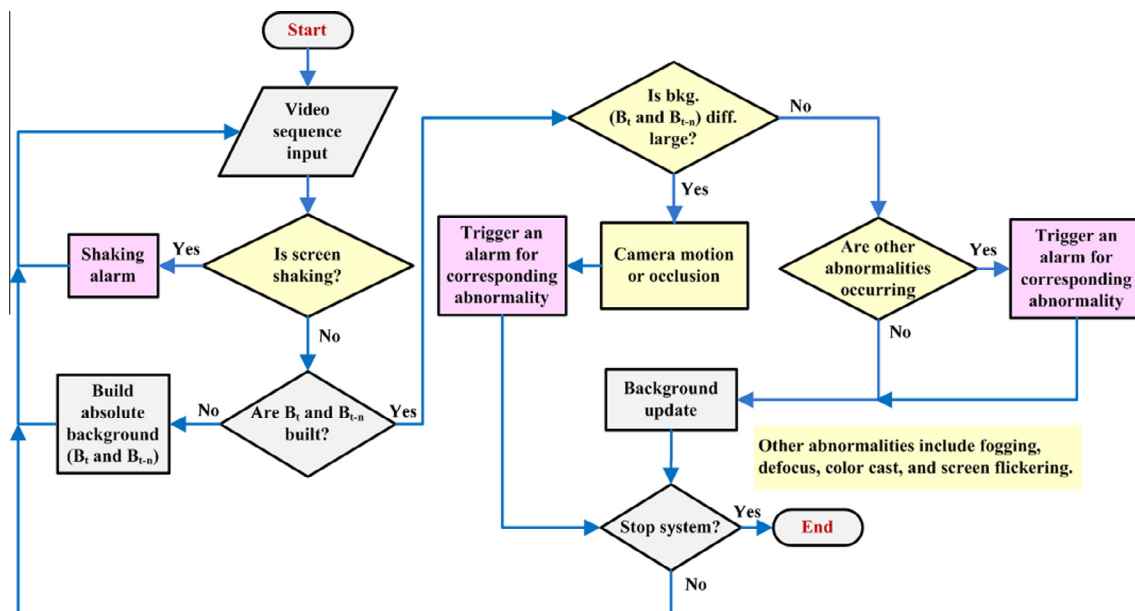 Start
Video
sequence
input
Is screen
shaking?
Yes
Shaking
alarm
No
Are Bₜ and Bₜ₋ₙ
built?
No
Build
absolute
background
(Bₜ and Bₜ₋ₙ)
Yes
Is bkg.
(Bₜ and Bₜ₋ₙ) diff.
large?
No
Yes
Camera motion
or occlusion
Trigger an
alarm for
corresponding
abnormality
Are other
abnormalities
occurring
Yes
Trigger an
alarm for
corresponding
abnormality
No
Background
update
Other abnormalities include fogging,
defocus, color cast, and screen flickering.
Stop system?
Yes
End
No